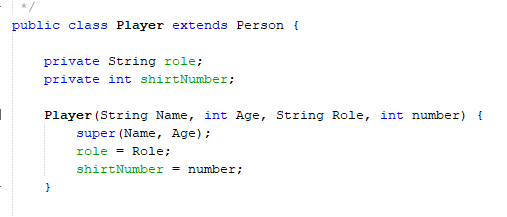 */
public class Player extends Person {
private String role;
private int shirtNumber;
Player(String Name, int Age, String Role, int number) {
super(Name, Age);
role = Role;
shirtNumber = number;
}